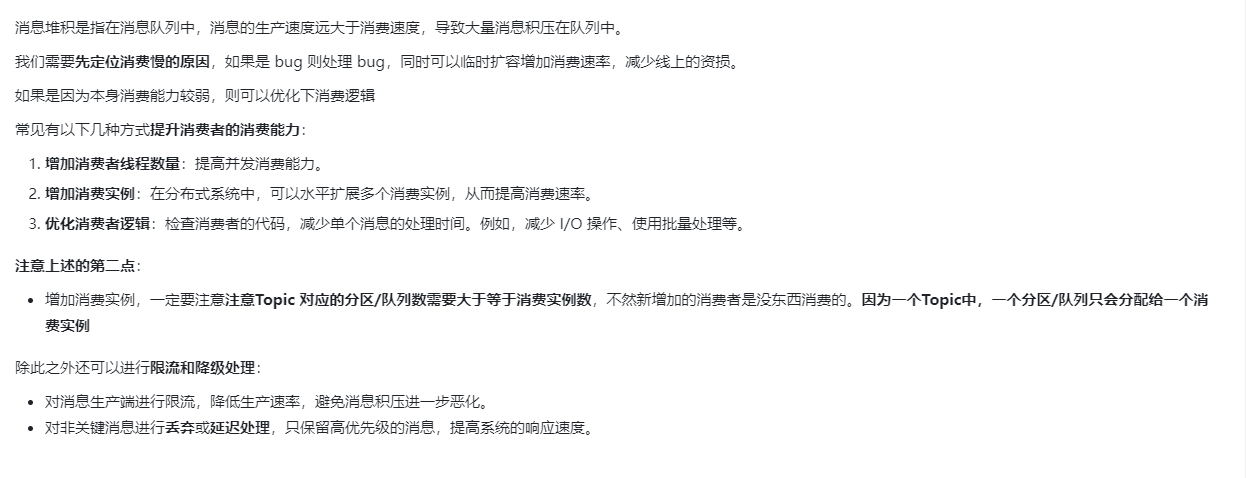 消息堆积是指在消息队列中，消息的生产速度远大于消费速度，导致大量消息积压在队列中。
我们需要先定位消费慢的原因，如果是 bug 则处理 bug，同时可以临时扩容增加消费速率，减少线上的资损。
如果是因为本身消费能力较弱，则可以优化下消费逻辑
常见有以下几种方式提升消费者的消费能力：
1. 增加消费者线程数量：提高并发消费能力。
2. 增加消费实例：在分布式系统中，可以水平扩展多个消费实例，从而提高消费速率。
3. 优化消费者逻辑：检查消费者的代码，减少单个消息的处理时间。例如，减少 I/O 操作、使用批量处理等。
注意上述的第二点：
• 增加消费实例，一定要注意注意Topic 对应的分区/队列数需要大于等于消费实例数，不然新增加的消费者是没东西消费的。因为一个Topic中，一个分区/队列只会分配给一个消
费实例
除此之外还可以进行限流和降级处理：
• 对消息生产端进行限流，降低生产速率，避免消息积压进一步恶化。
• 对非关键消息进行丢弃或延迟处理，只保留高优先级的消息，提高系统的响应速度。